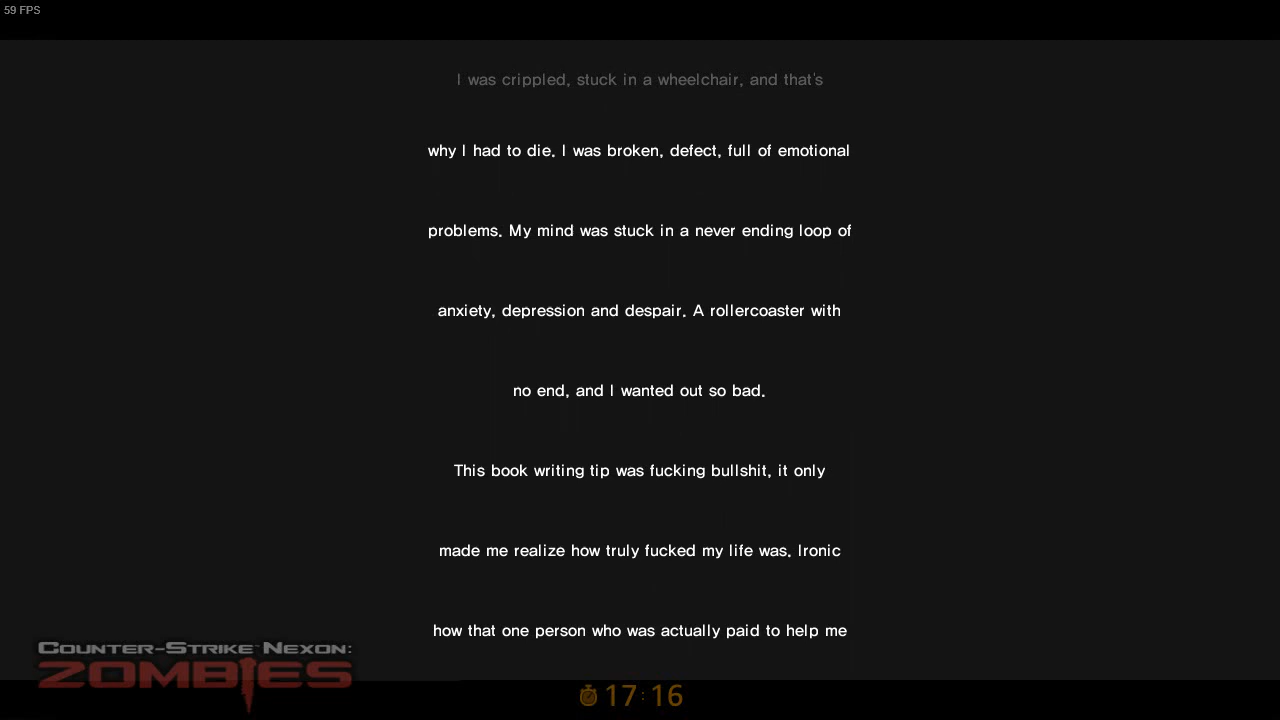 59 FPS
I was crippled, stuck in a wheelchair, and that's
why I had to die. I was broken, defect, full of emotional
problems. My mind was stuck in a never ending loop of
anxiety, depression and despair. A rollercoaster with
no end, and I wanted out so bad.
This book writing tip was fucking bullshit, it only
made me realize how truly fucked my life was. Ironic
how that one person who was actually paid to help me
COUNTER-STRIKE NEXON:
ZOMBIES
17:16